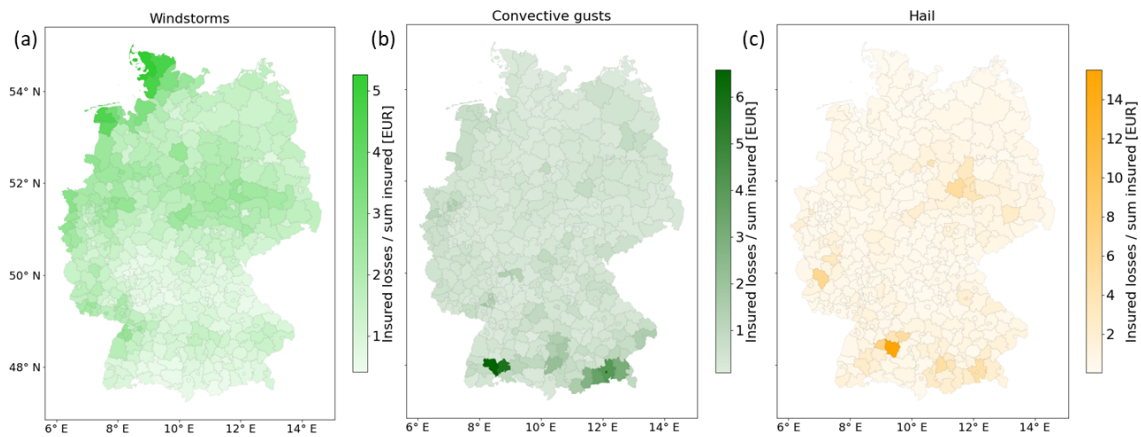 Windstorms
(a)
54° N
52° N
50° N
48° N
6° E
8° E
10° E
12° E
14° E
5
4
3
2
1
Insured losses / sum insured [EUR]
Convective gusts
(b)
6° E
8° E
10° E
12° E
14° E
6
5
4
3
2
1
Insured losses / sum insured [EUR]
Hail
(c)
6° E
8° E
10° E
12° E
14° E
14
12
10
8
6
4
2
Insured losses / sum insured [EUR]